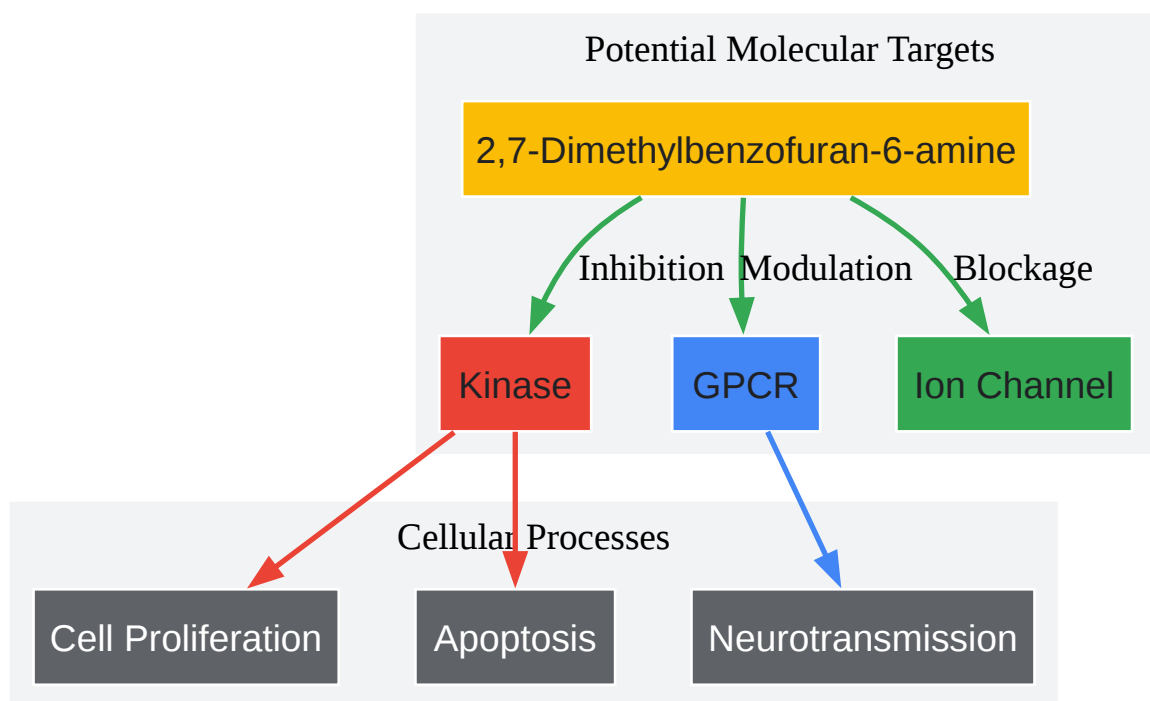 Potential Molecular Targets
2,7-Dimethylbenzofuran-6-amine
Inhibition
Modulation
Blockage
Kinase
GPCR
Ion Channel
Cellular Processes
Cell Proliferation
Apoptosis
Neurotransmission